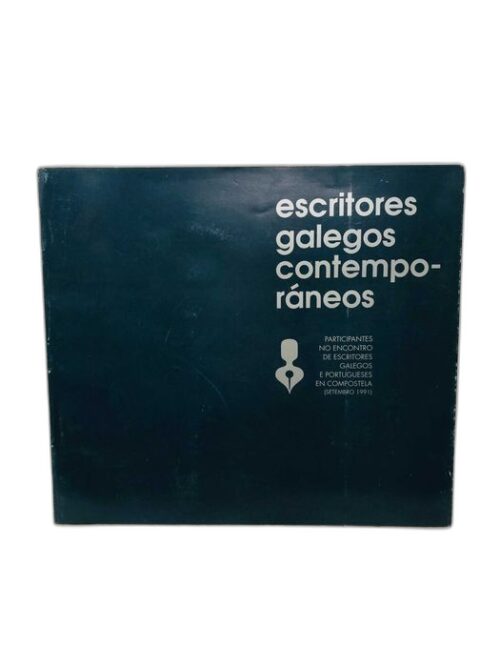 escritores
galegos
contempo-
ráneos
PARTICIPANTES
NO ENCONTRO
DE ESCRITORES
GALEGOS
E PORTUGUESES
EN COMPOSTELA
(SETEMBRO 1991)